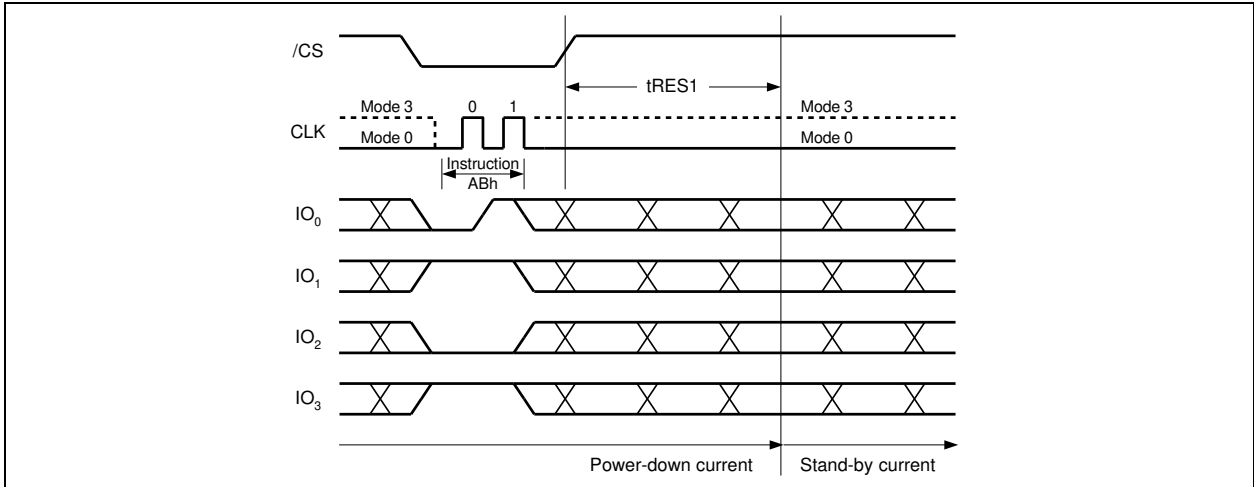 /CS
tRES1
Mode 3 0 1 Mode 3
CLK
Mode 0 Mode 0
Instruction
ABh
IO0
IO1
IO2
IO3
Power-down current Stand-by current